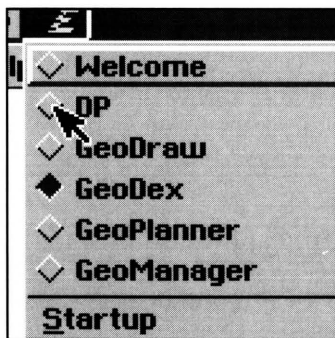 Welcome
DP
GeoDraw
GeoDex
GeoPlanner
GeoManager
Startup